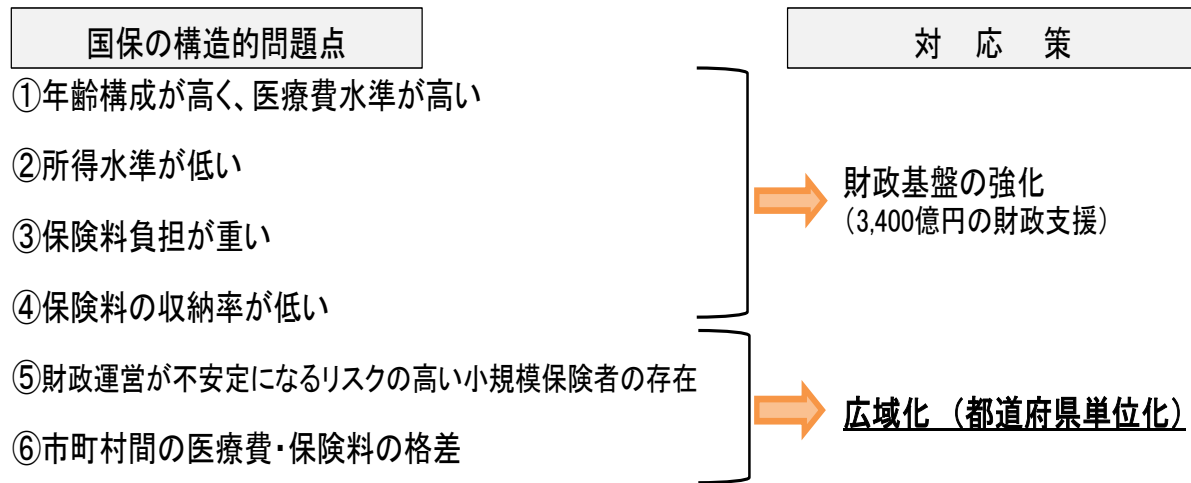 国保の構造的問題点
対 応 策
①年齢構成が高く、医療費水準が高い
②所得水準が低い
③保険料負担が重い
④保険料の収納率が低い
財政基盤の強化
(3,400億円の財政支援)
⑤財政運営が不安定になるリスクの高い小規模保険者の存在
⑥市町村間の医療費・保険料の格差
広域化 (都道府県単位化)